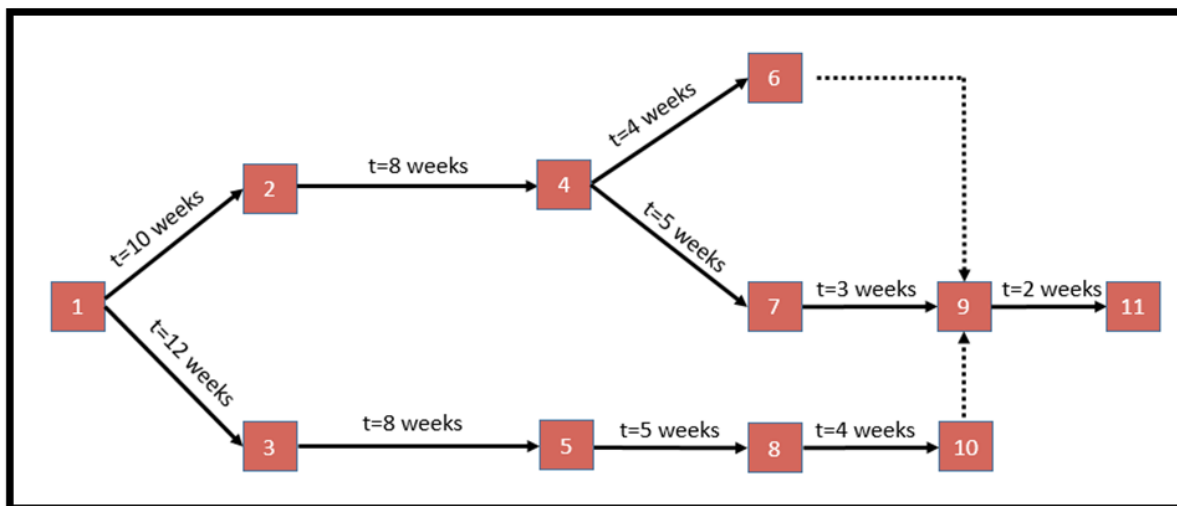 6
t=4 weeks
2
t=8 weeks
4
t=10 weeks
t=5 weeks
1
7
t=3 weeks
9
t=2 weeks
11
t=12 weeks
3
t=8 weeks
5
t=5 weeks
8
t=4 weeks
10